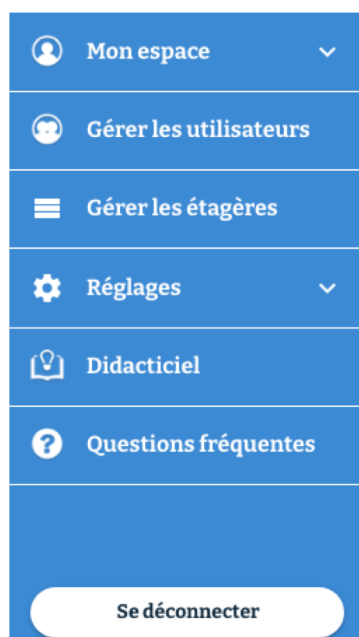 Mon espace
Gérer les utilisateurs
Gérer les étagères
Réglages
Didacticiel
Questions fréquentes
Se déconnecter